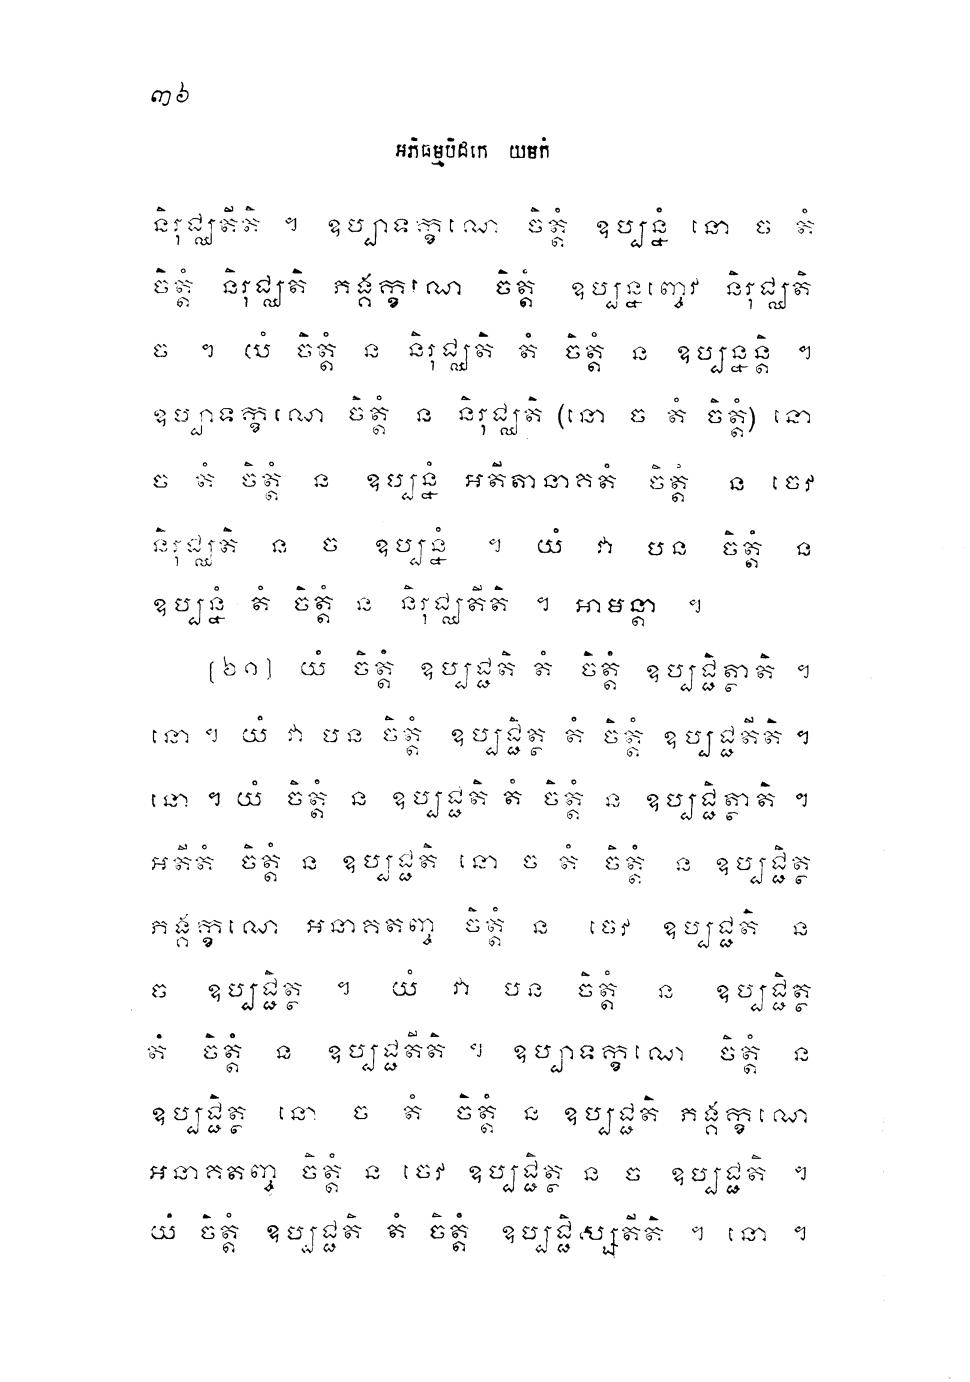 ៣៦
អភិធម្មបិដកេ យមកំ
និរុជ្ឈតីតិ ។ ឧប្បាទក្ខណេ ចិត្តំ ឧប្បន្នំ នោ ច តំ
ចិត្តំ និរុជ្ឈតិ ភង្គក្ខណេ ចិត្តំ ឧប្បន្នញ្ចេវ និរុជ្ឈតិ
ច ។ យំ ចិត្តំ ន និរុជ្ឈតិ តំ ចិត្តំ ន ឧប្បន្នន្តិ ។
ឧប្បាទក្ខណេ ចិត្តំ ន និរុជ្ឈតិ (នោ ច តំ ចិត្តំ) នោ
ច តំ ចិត្តំ ន ឧប្បន្នំ អតីតានាគតំ ចិត្តំ ន ចេវ
និរុជ្ឈតិ ន ច ឧប្បន្នំ ។ យំ វា បន ចិត្តំ ន
ឧប្បន្នំ តំ ចិត្តំ ន និរុជ្ឈតីតិ ។ អាមន្តា ។
[៦១] យំ ចិត្តំ ឧប្បជ្ជតិ តំ ចិត្តំ ឧប្បជ្ជិត្ថាតិ ។
នោ ។ យំ វា បន ចិត្តំ ឧប្បជ្ជិត្ថ តំ ចិត្តំ ឧប្បជ្ជតីតិ ។
នោ ។ យំ ចិត្តំ ន ឧប្បជ្ជតិ តំ ចិត្តំ ន ឧប្បជ្ជិត្ថាតិ ។
អតីតំ ចិត្តំ ន ឧប្បជ្ជតិ នោ ច តំ ចិត្តំ ន ឧប្បជ្ជិត្ថ
ភង្គក្ខណេ អនាគតញ្ច ចិត្តំ ន ចេវ ឧប្បជ្ជតិ ន
ច ឧប្បជ្ជិត្ថ ។ យំ វា បន ចិត្តំ ន ឧប្បជ្ជិត្ថ
តំ ចិត្តំ ន ឧប្បជ្ជតីតិ ។ ឧប្បាទក្ខណេ ចិត្តំ ន
ឧប្បជ្ជិត្ថ នោ ច តំ ចិត្តំ ន ឧប្បជ្ជតិ ភង្គក្ខណេ
អនាគតញ្ច ចិត្តំ ន ចេវ ឧប្បជ្ជិត្ថ ន ច ឧប្បជ្ជតិ ។
យំ ចិត្តំ ឧប្បជ្ជតិ តំ ចិត្តំ ឧប្បជ្ជិស្សតីតិ ។ នោ ។